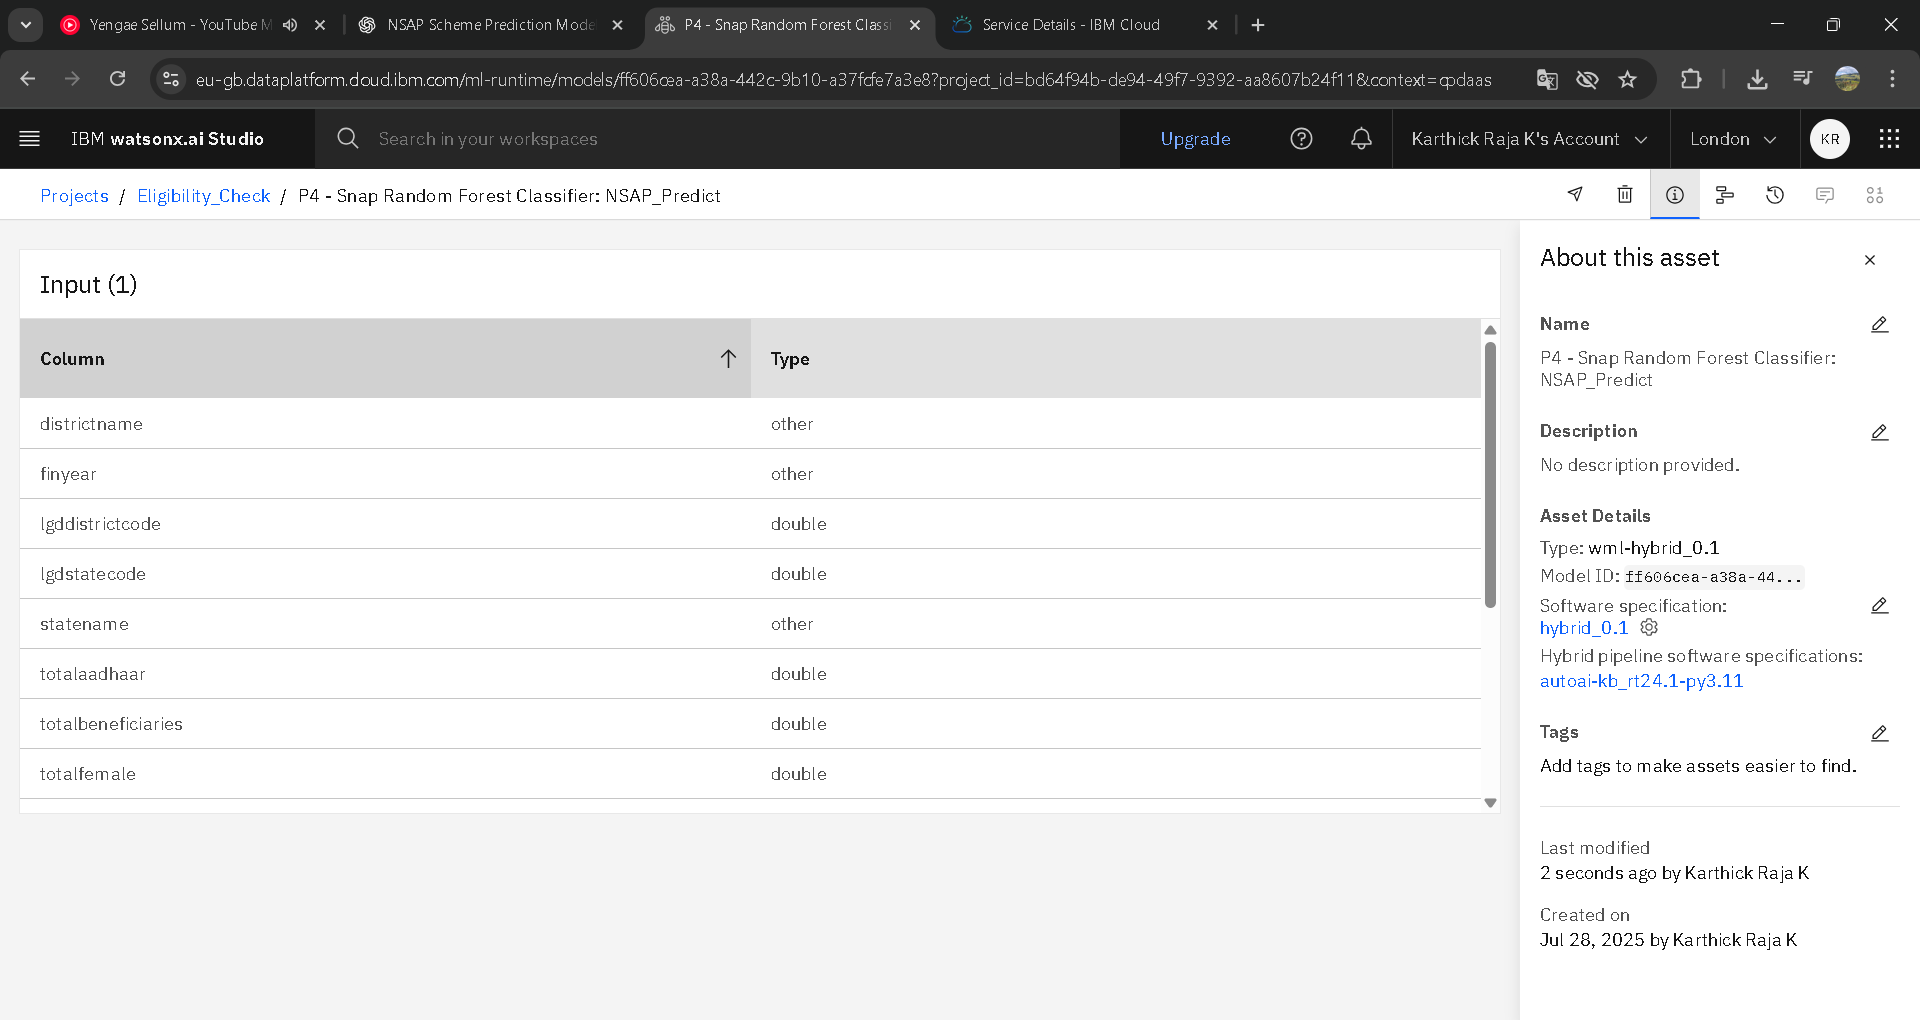 Yengae Sellum - YouTube M
NSAP Scheme Prediction Mode
P4 - Snap Random Forest Classi
Service Details - IBM Cloud
eu-gb.dataplatform.cloud.ibm.com/ml-runtime/models/ff606cea-a38a-442c-9b10-a37fcfe7a3e8?project_id=bd64f94b-de94-49f7-9392-aa8607b24f11&context=cpdaas
IBM watsonx.ai Studio
Search in your workspaces
Upgrade
Karthick Raja K's Account
London
KR
Projects / Eligibility_Check / P4 - Snap Random Forest Classifier: NSAP_Predict
Input (1)
Column Type
districtname other
finyear other
lgddistrictcode double
lgdstatecode double
statename other
totalaadhaar double
totalbeneficiaries double
totalfemale double
About this asset
Name
P4 - Snap Random Forest Classifier:
NSAP_Predict
Description
No description provided.
Asset Details
Type: wml-hybrid_0.1
Model ID: ff606cea-a38a-44...
Software specification:
hybrid_0.1
Hybrid pipeline software specifications:
autoai-kb_rt24.1-py3.11
Tags
Add tags to make assets easier to find.
Last modified
2 seconds ago by Karthick Raja K
Created on
Jul 28, 2025 by Karthick Raja K